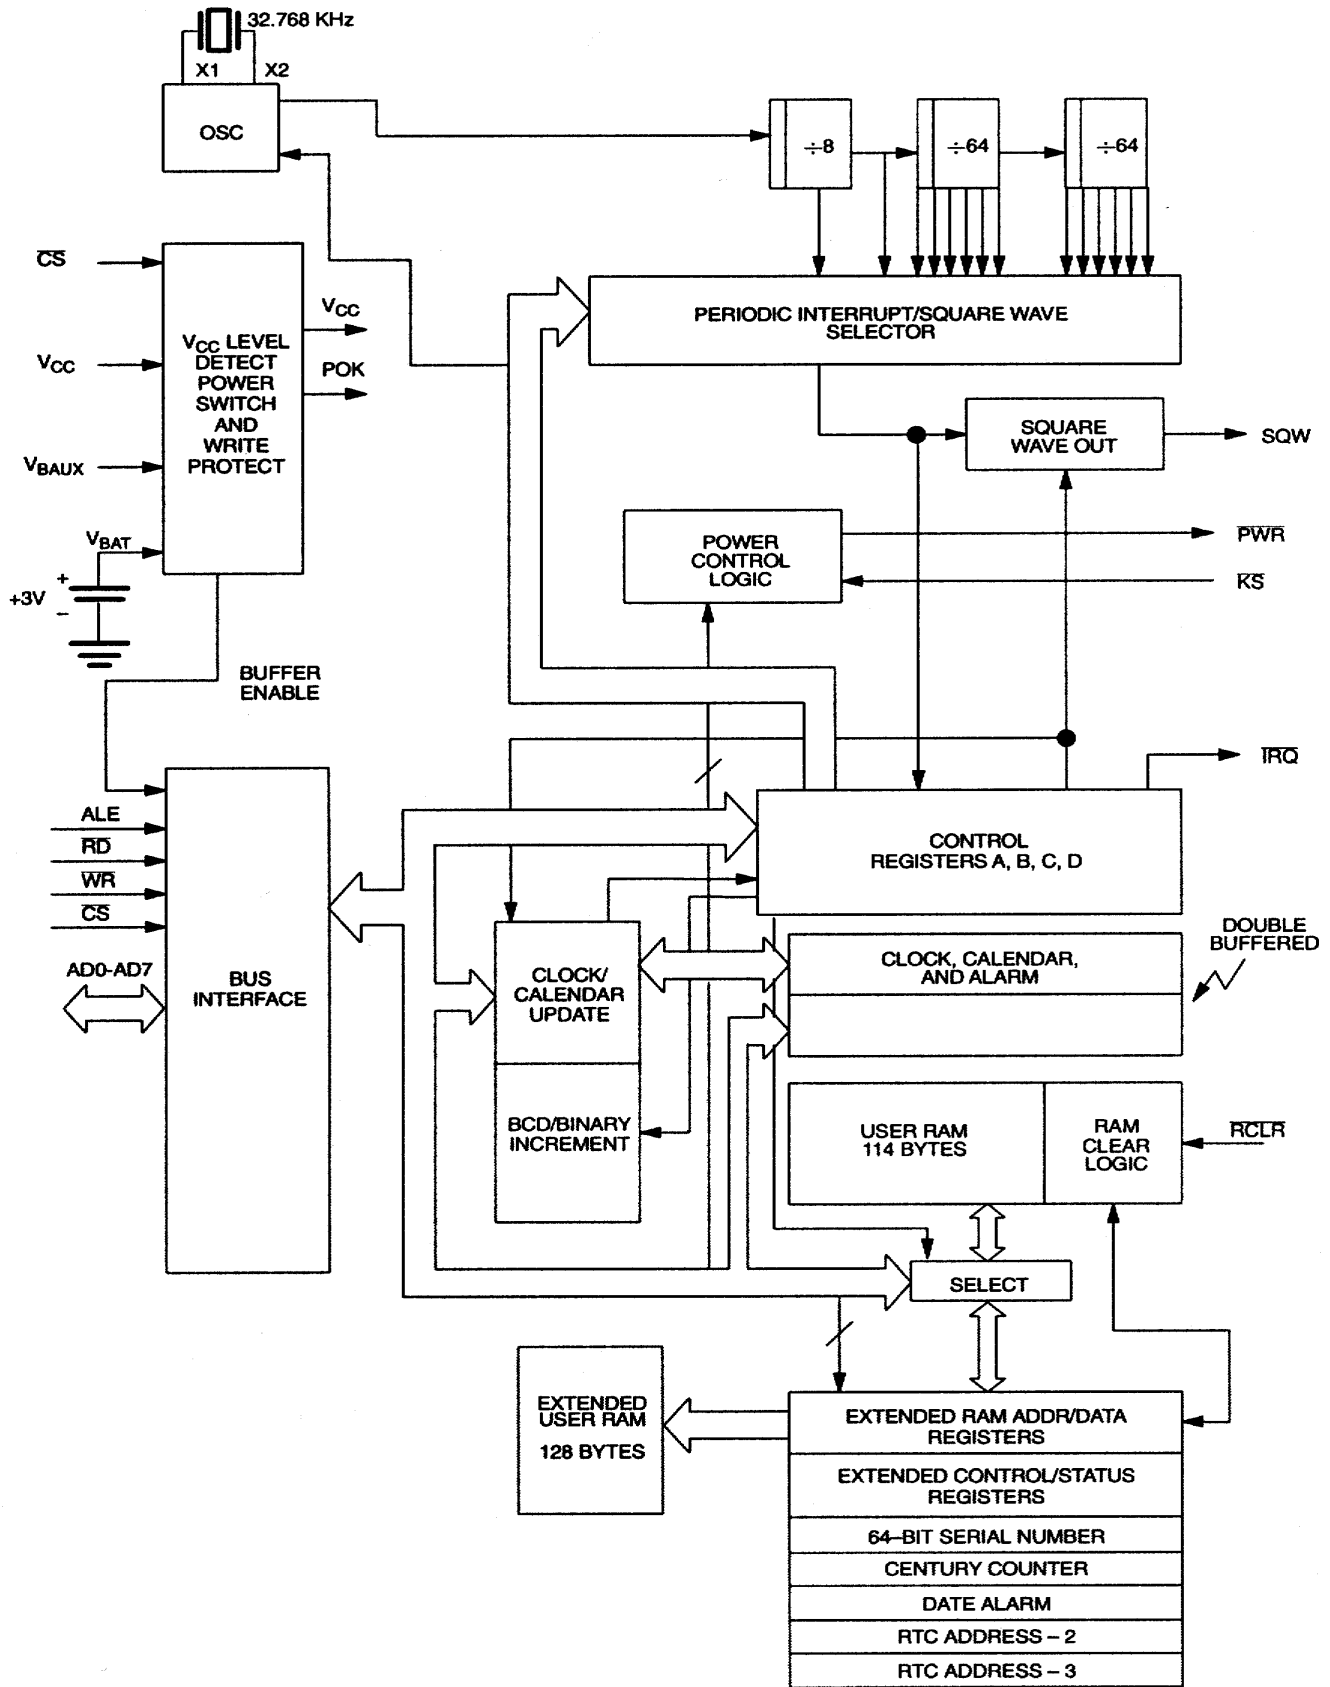 32.768 KHz
X1 X2
OSC
÷8
÷64
÷64
CS
VCC
VBAUX
VBAT
+
+3V
–
VCC LEVEL
DETECT
POWER
SWITCH
AND
WRITE
PROTECT
VCC
POK
PERIODIC INTERRUPT/SQUARE WAVE
SELECTOR
SQUARE
WAVE OUT
SQW
POWER
CONTROL
LOGIC
PWR
KS
BUFFER
ENABLE
IRQ
ALE
RD
WR
CS
AD0-AD7
BUS
INTERFACE
CONTROL
REGISTERS A, B, C, D
DOUBLE
BUFFERED
CLOCK/
CALENDAR
UPDATE
CLOCK, CALENDAR,
AND ALARM
BCD/BINARY
INCREMENT
USER RAM
114 BYTES
RAM
CLEAR
LOGIC
RCLR
SELECT
EXTENDED
USER RAM
128 BYTES
EXTENDED RAM ADDR/DATA
REGISTERS
EXTENDED CONTROL/STATUS
REGISTERS
64–BIT SERIAL NUMBER
CENTURY COUNTER
DATE ALARM
RTC ADDRESS – 2
RTC ADDRESS – 3